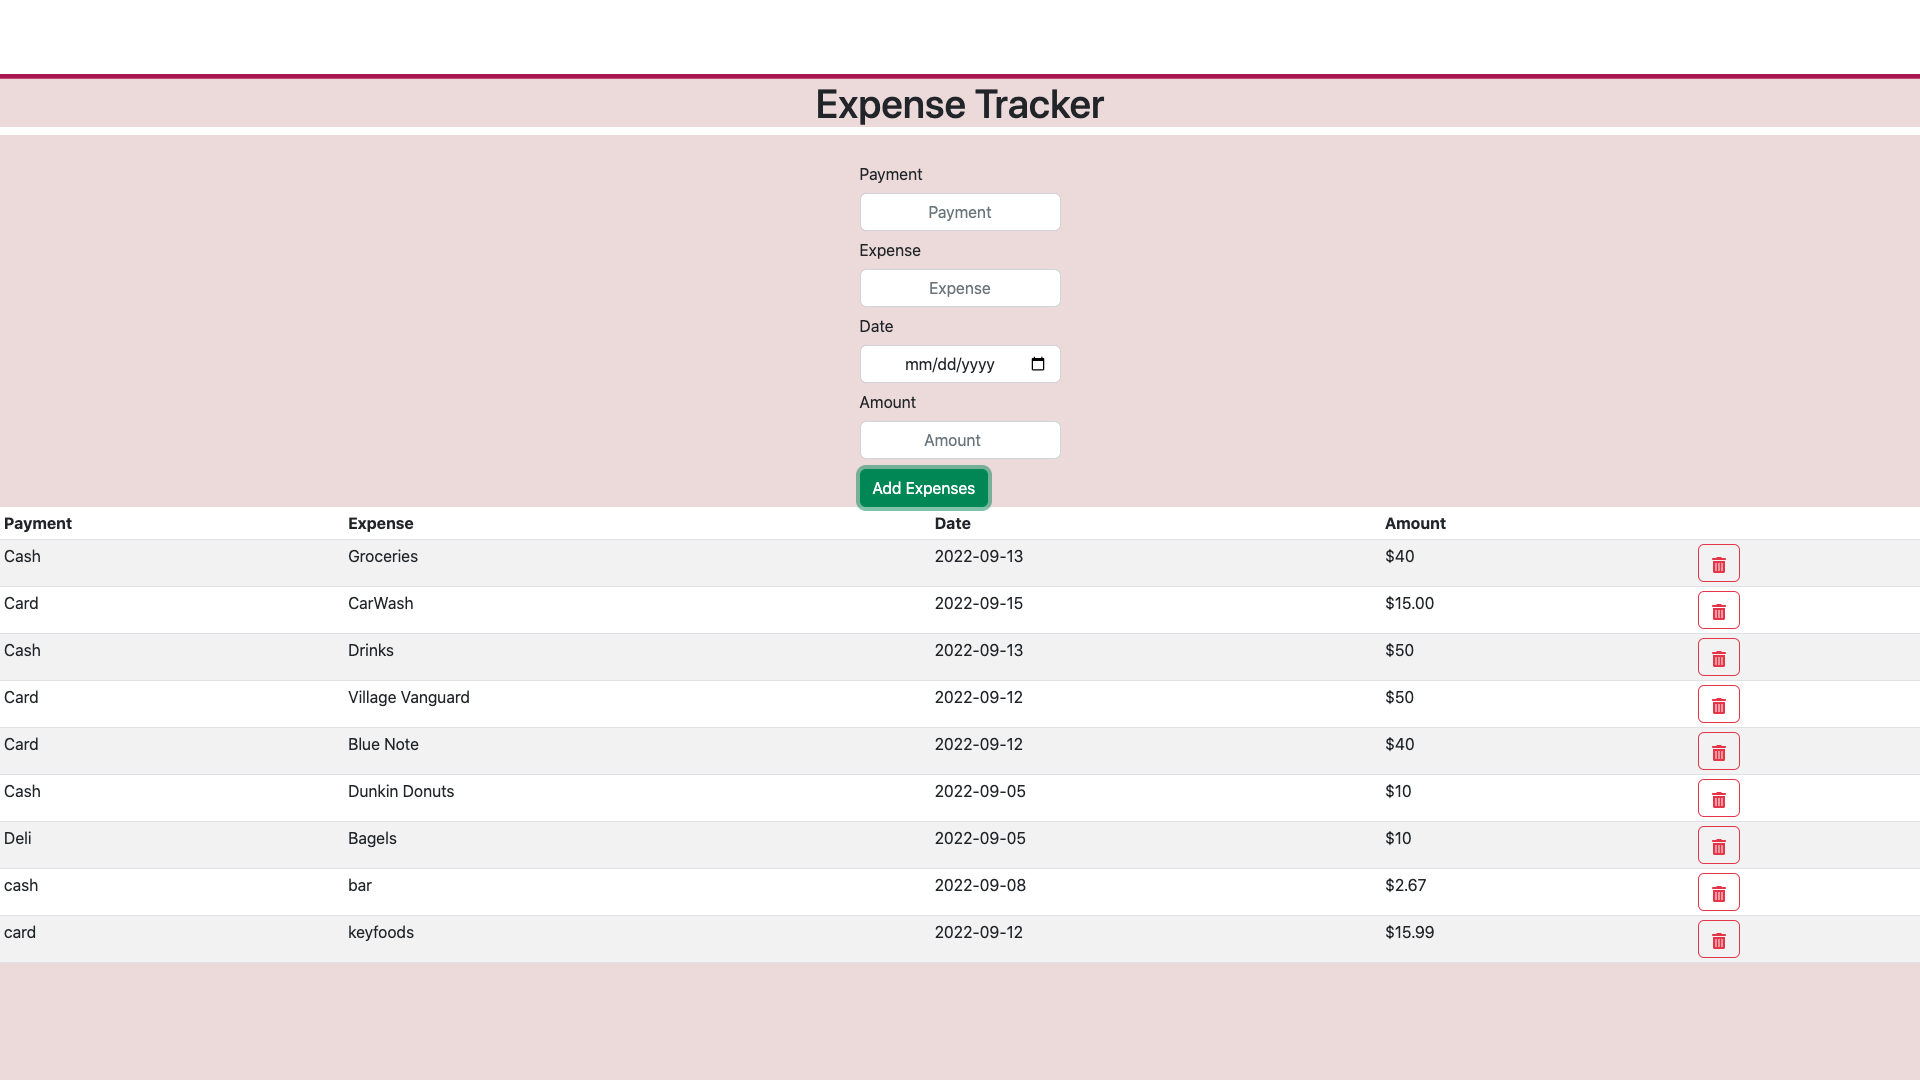 Expense Tracker
Payment
Payment
Expense
Expense
Date
mm/dd/yyyy
Amount
Amount
Add Expenses
Payment Expense Date Amount
Cash Groceries 2022-09-13 $40
Card CarWash 2022-09-15 $15.00
Cash Drinks 2022-09-13 $50
Card Village Vanguard 2022-09-12 $50
Card Blue Note 2022-09-12 $40
Cash Dunkin Donuts 2022-09-05 $10
Deli Bagels 2022-09-05 $10
cash bar 2022-09-08 $2.67
card keyfoods 2022-09-12 $15.99